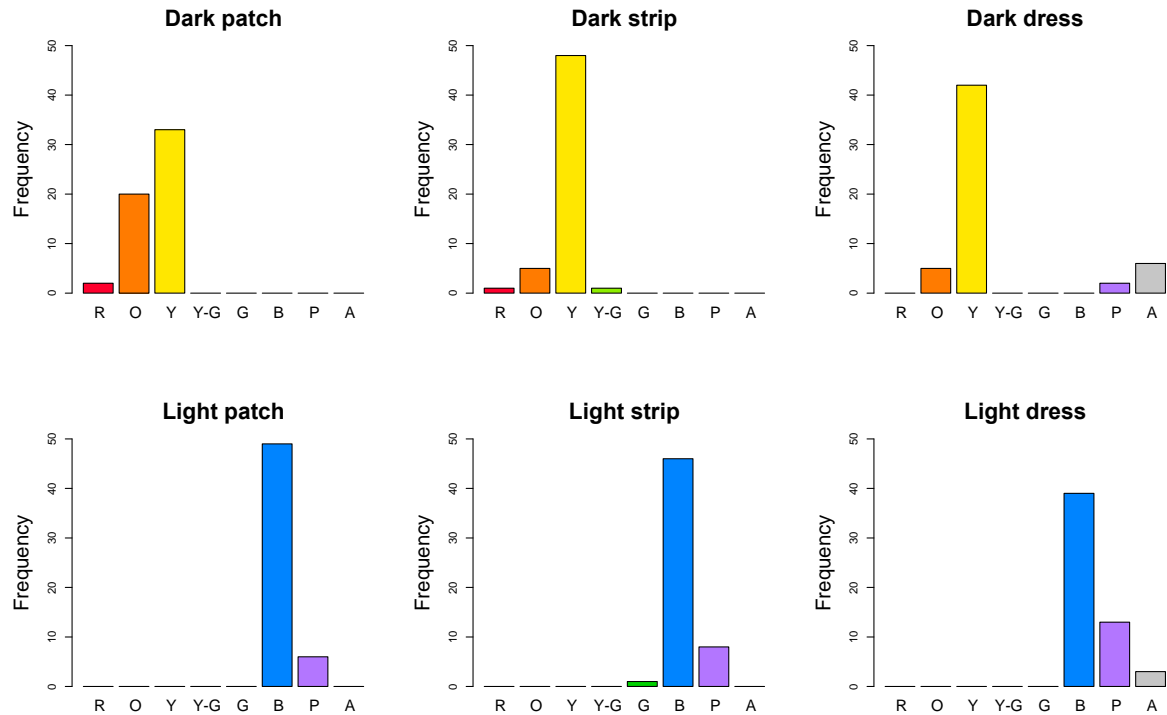 Dark patch
Frequency
50
40
30
20
10
0
R O Y Y-G G B P A
Dark strip
Frequency
50
40
30
20
10
0
R O Y Y-G G B P A
Dark dress
Frequency
50
40
30
20
10
0
R O Y Y-G G B P A
Light patch
Frequency
50
40
30
20
10
0
R O Y Y-G G B P A
Light strip
Frequency
50
40
30
20
10
0
R O Y Y-G G B P A
Light dress
Frequency
50
40
30
20
10
0
R O Y Y-G G B P A